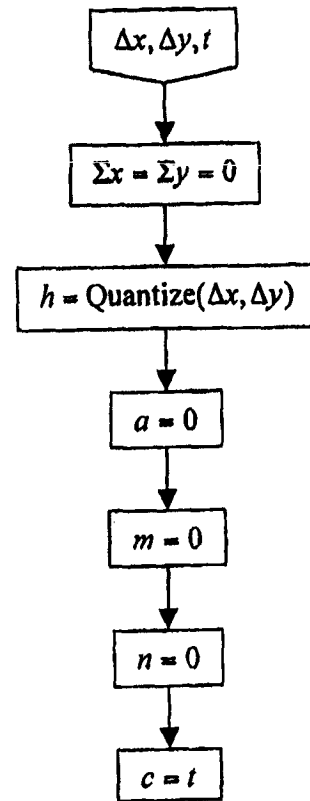 Δx, Δy, t
Σx = Σy = 0
h = Quantize(Δx, Δy)
a = 0
m = 0
n = 0
c = t